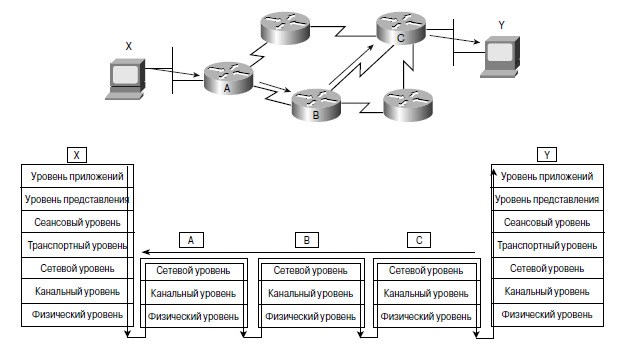 X
Y
A
B
C
X
Уровень приложений
Уровень представления
Сеансовый уровень
Транспортный уровень
Сетевой уровень
Канальный уровень
Физический уровень
A
Сетевой уровень
Канальный уровень
Физический уровень
B
Сетевой уровень
Канальный уровень
Физический уровень
C
Сетевой уровень
Канальный уровень
Физический уровень
Y
Уровень приложений
Уровень представления
Сеансовый уровень
Транспортный уровень
Сетевой уровень
Канальный уровень
Физический уровень